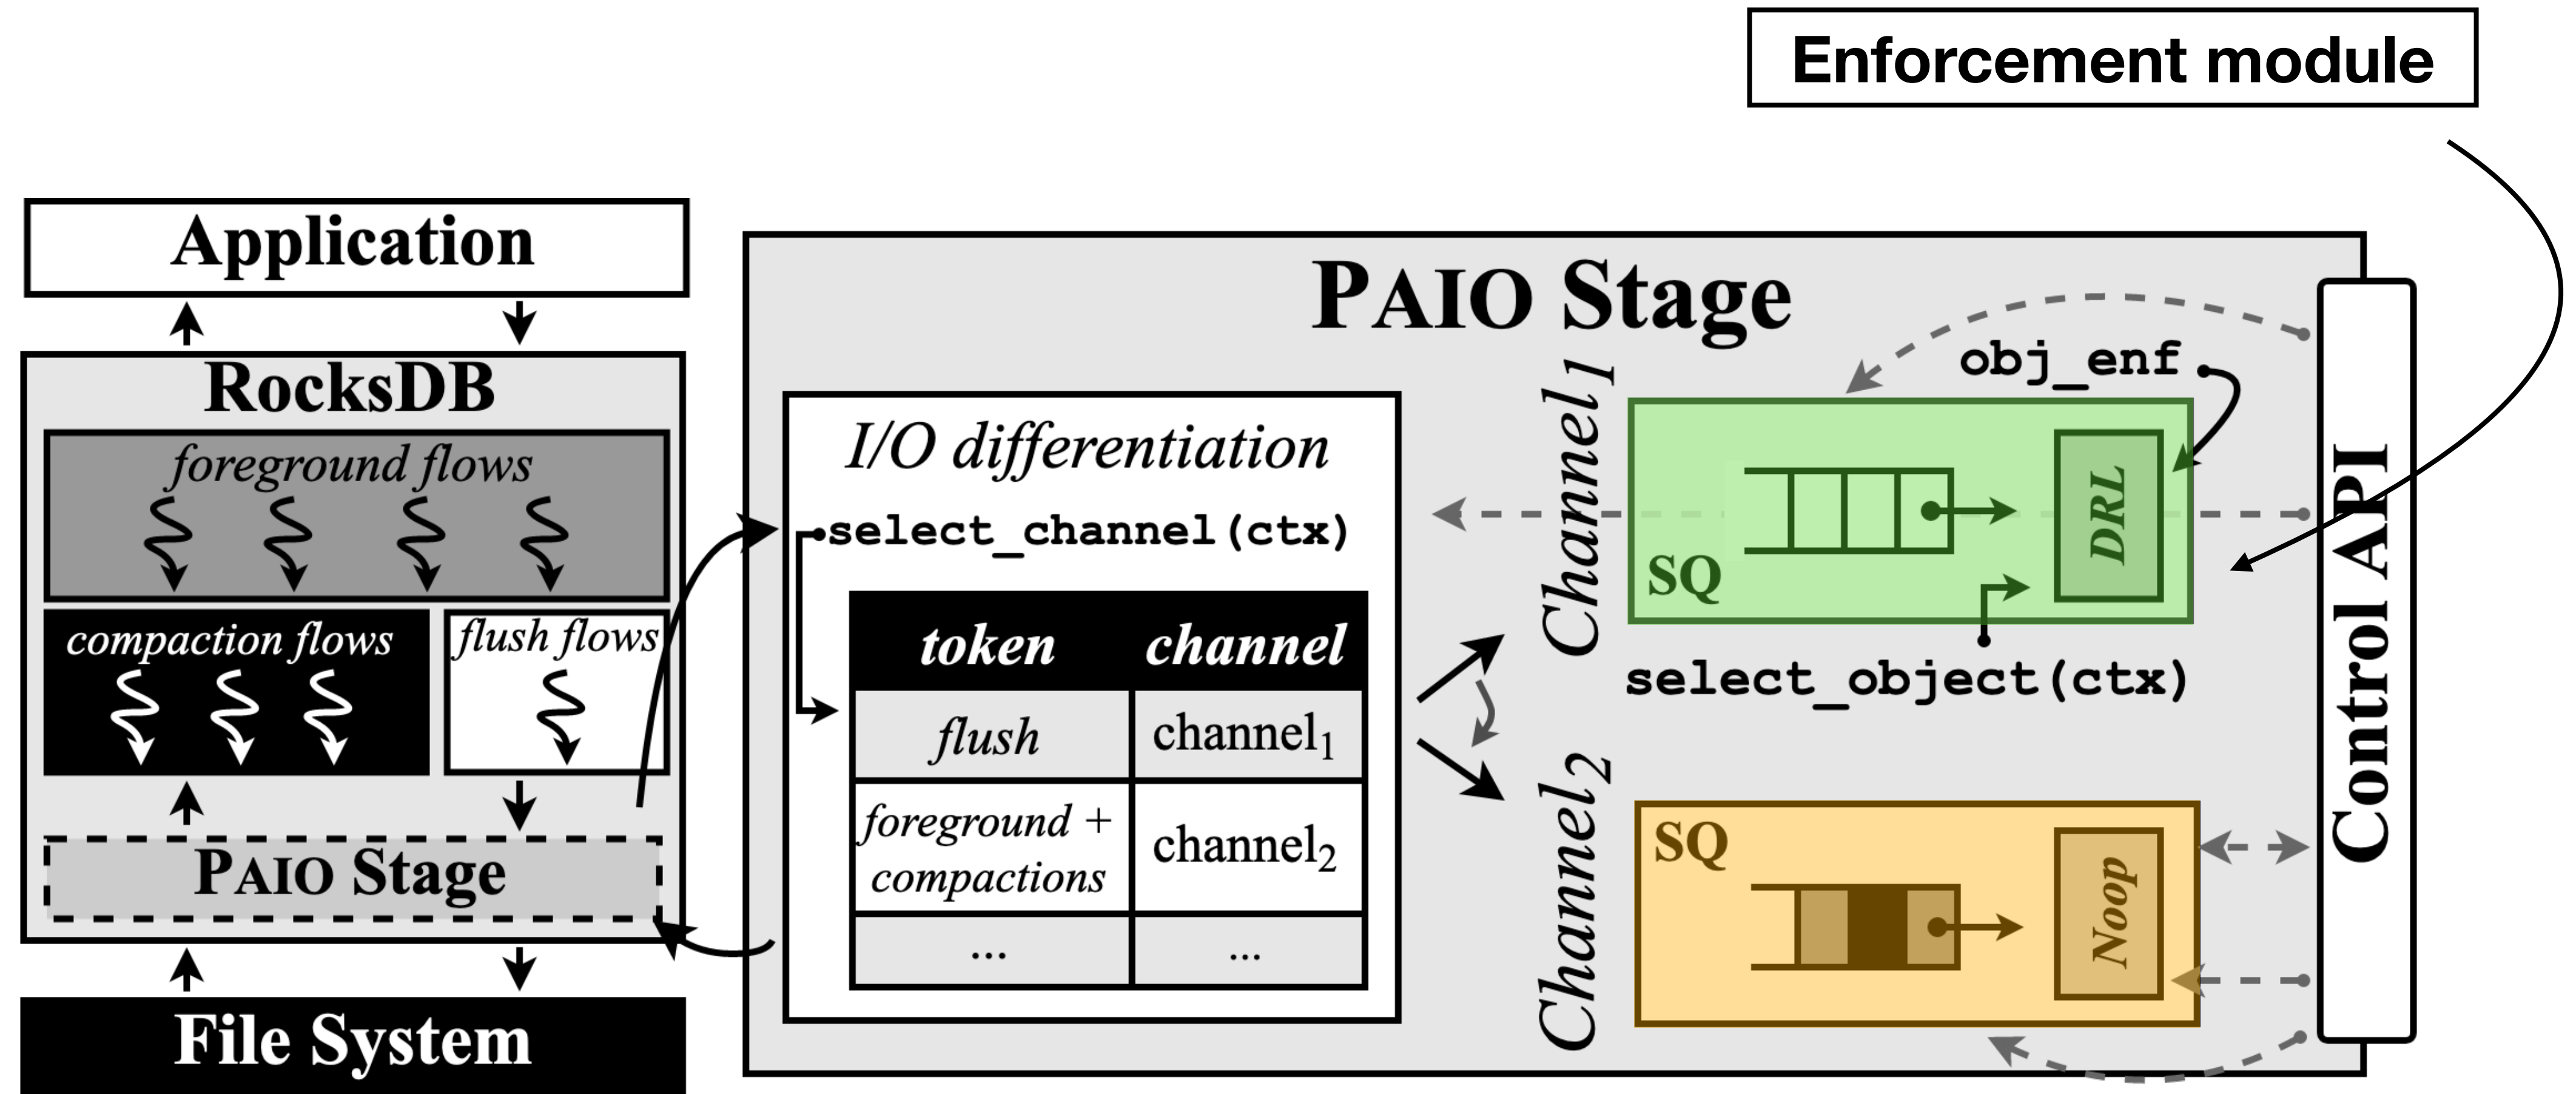 Enforcement module
Application
RocksDB
foreground flows
compaction flows
flush flows
PAIO Stage
File System
PAIO Stage
I/O differentiation
select_channel(ctx)
token channel
flush channel1
foreground + compactions channel2
... ...
Channel1
obj_enf
SQ
DRL
select_object(ctx)
Channel2
SQ
Noop
Control API